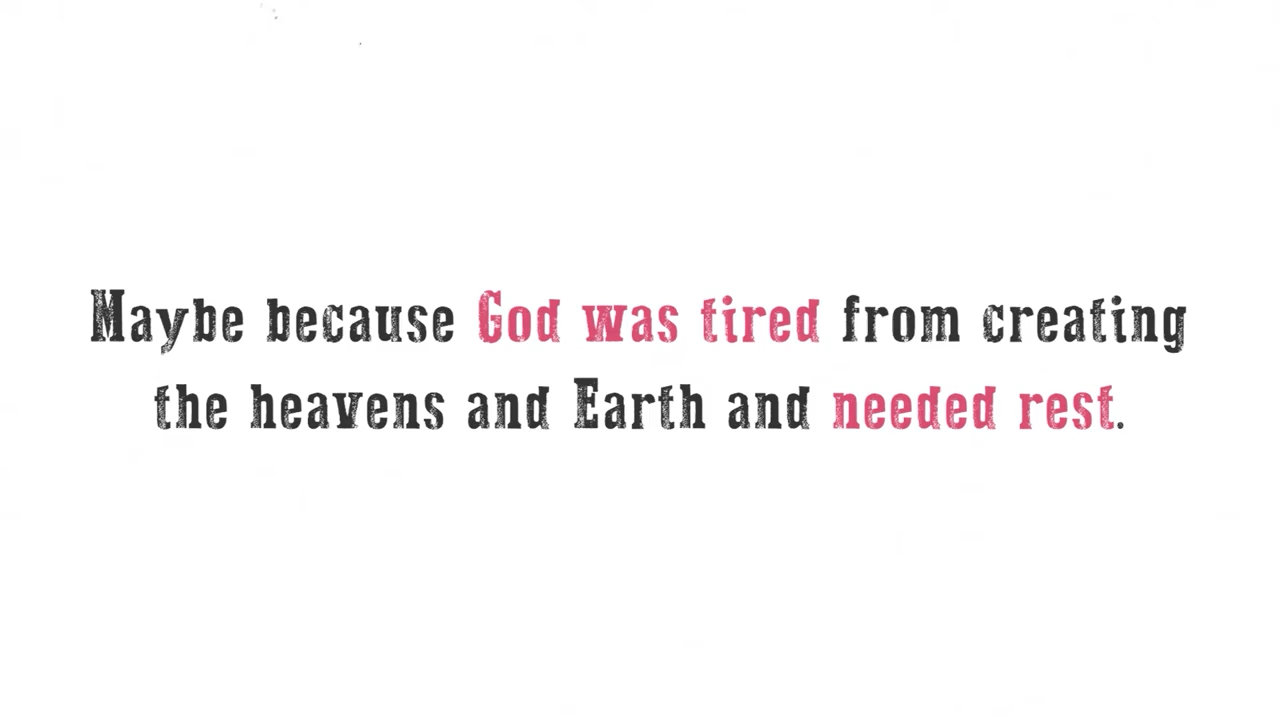 Maybe because God was tired from creating
the heavens and Earth and needed rest.